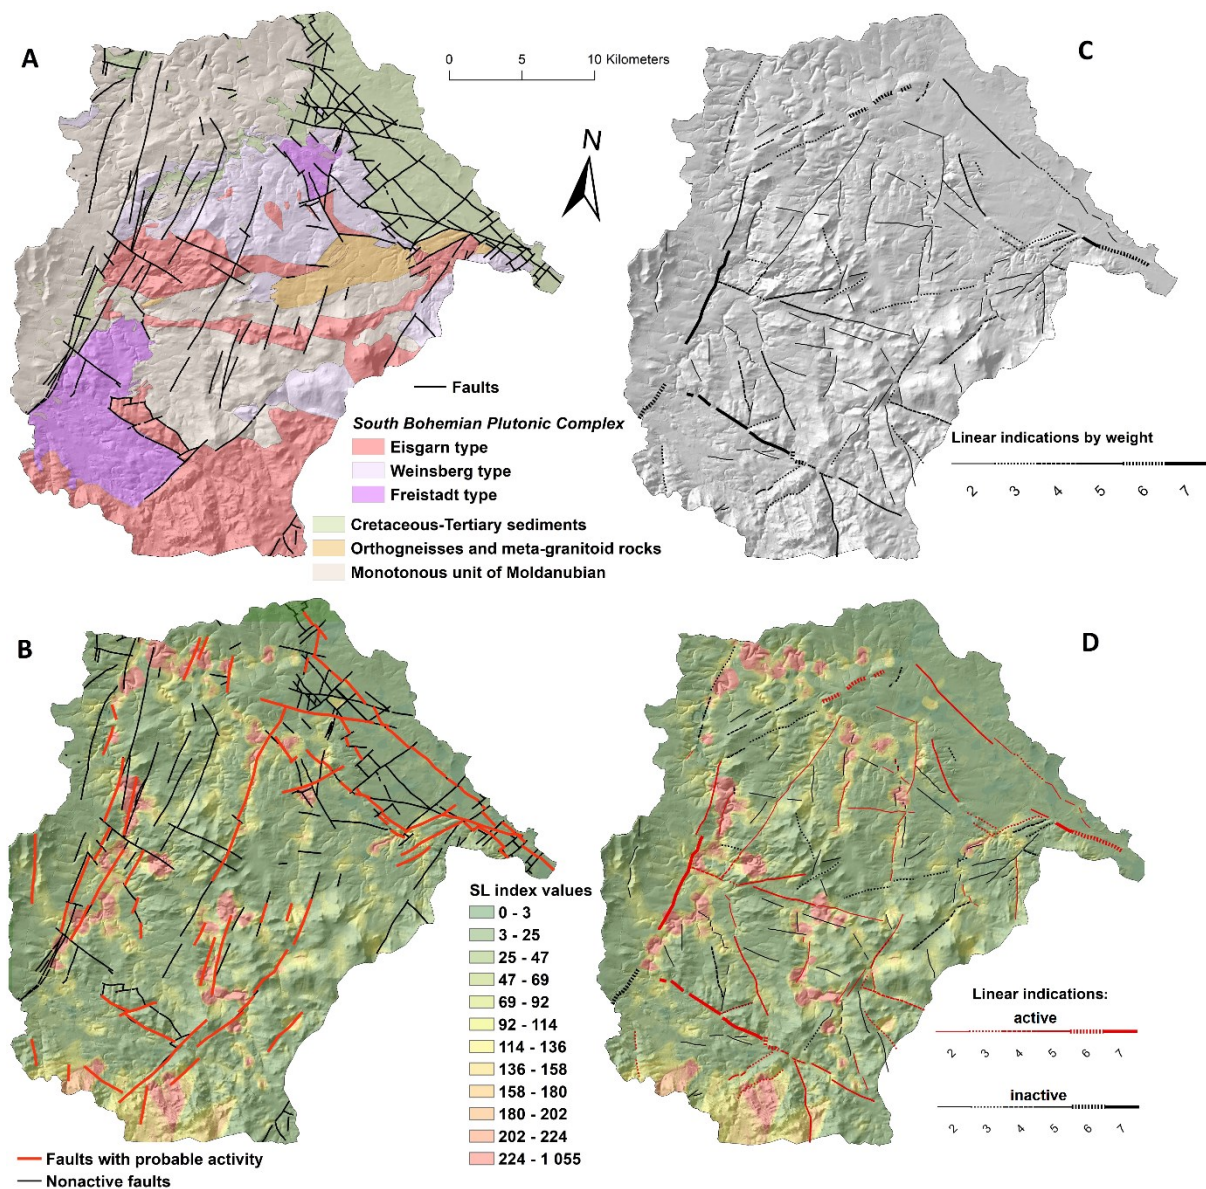 A
0 5 10 Kilometers
N
Faults
South Bohemian Plutonic Complex
Eisgarn type
Weinsberg type
Freistadt type
Cretaceous-Tertiary sediments
Orthogneisses and meta-granitoid rocks
Monotonous unit of Moldanubian
C
Linear indications by weight
2 3 4 5 6 7
B
SL index values
0 - 3
3 - 25
25 - 47
47 - 69
69 - 92
92 - 114
114 - 136
136 - 158
158 - 180
180 - 202
202 - 224
224 - 1 055
Faults with probable activity
Nonactive faults
D
Linear indications:
active
2 3 4 5 6 7
inactive
2 3 4 5 6 7